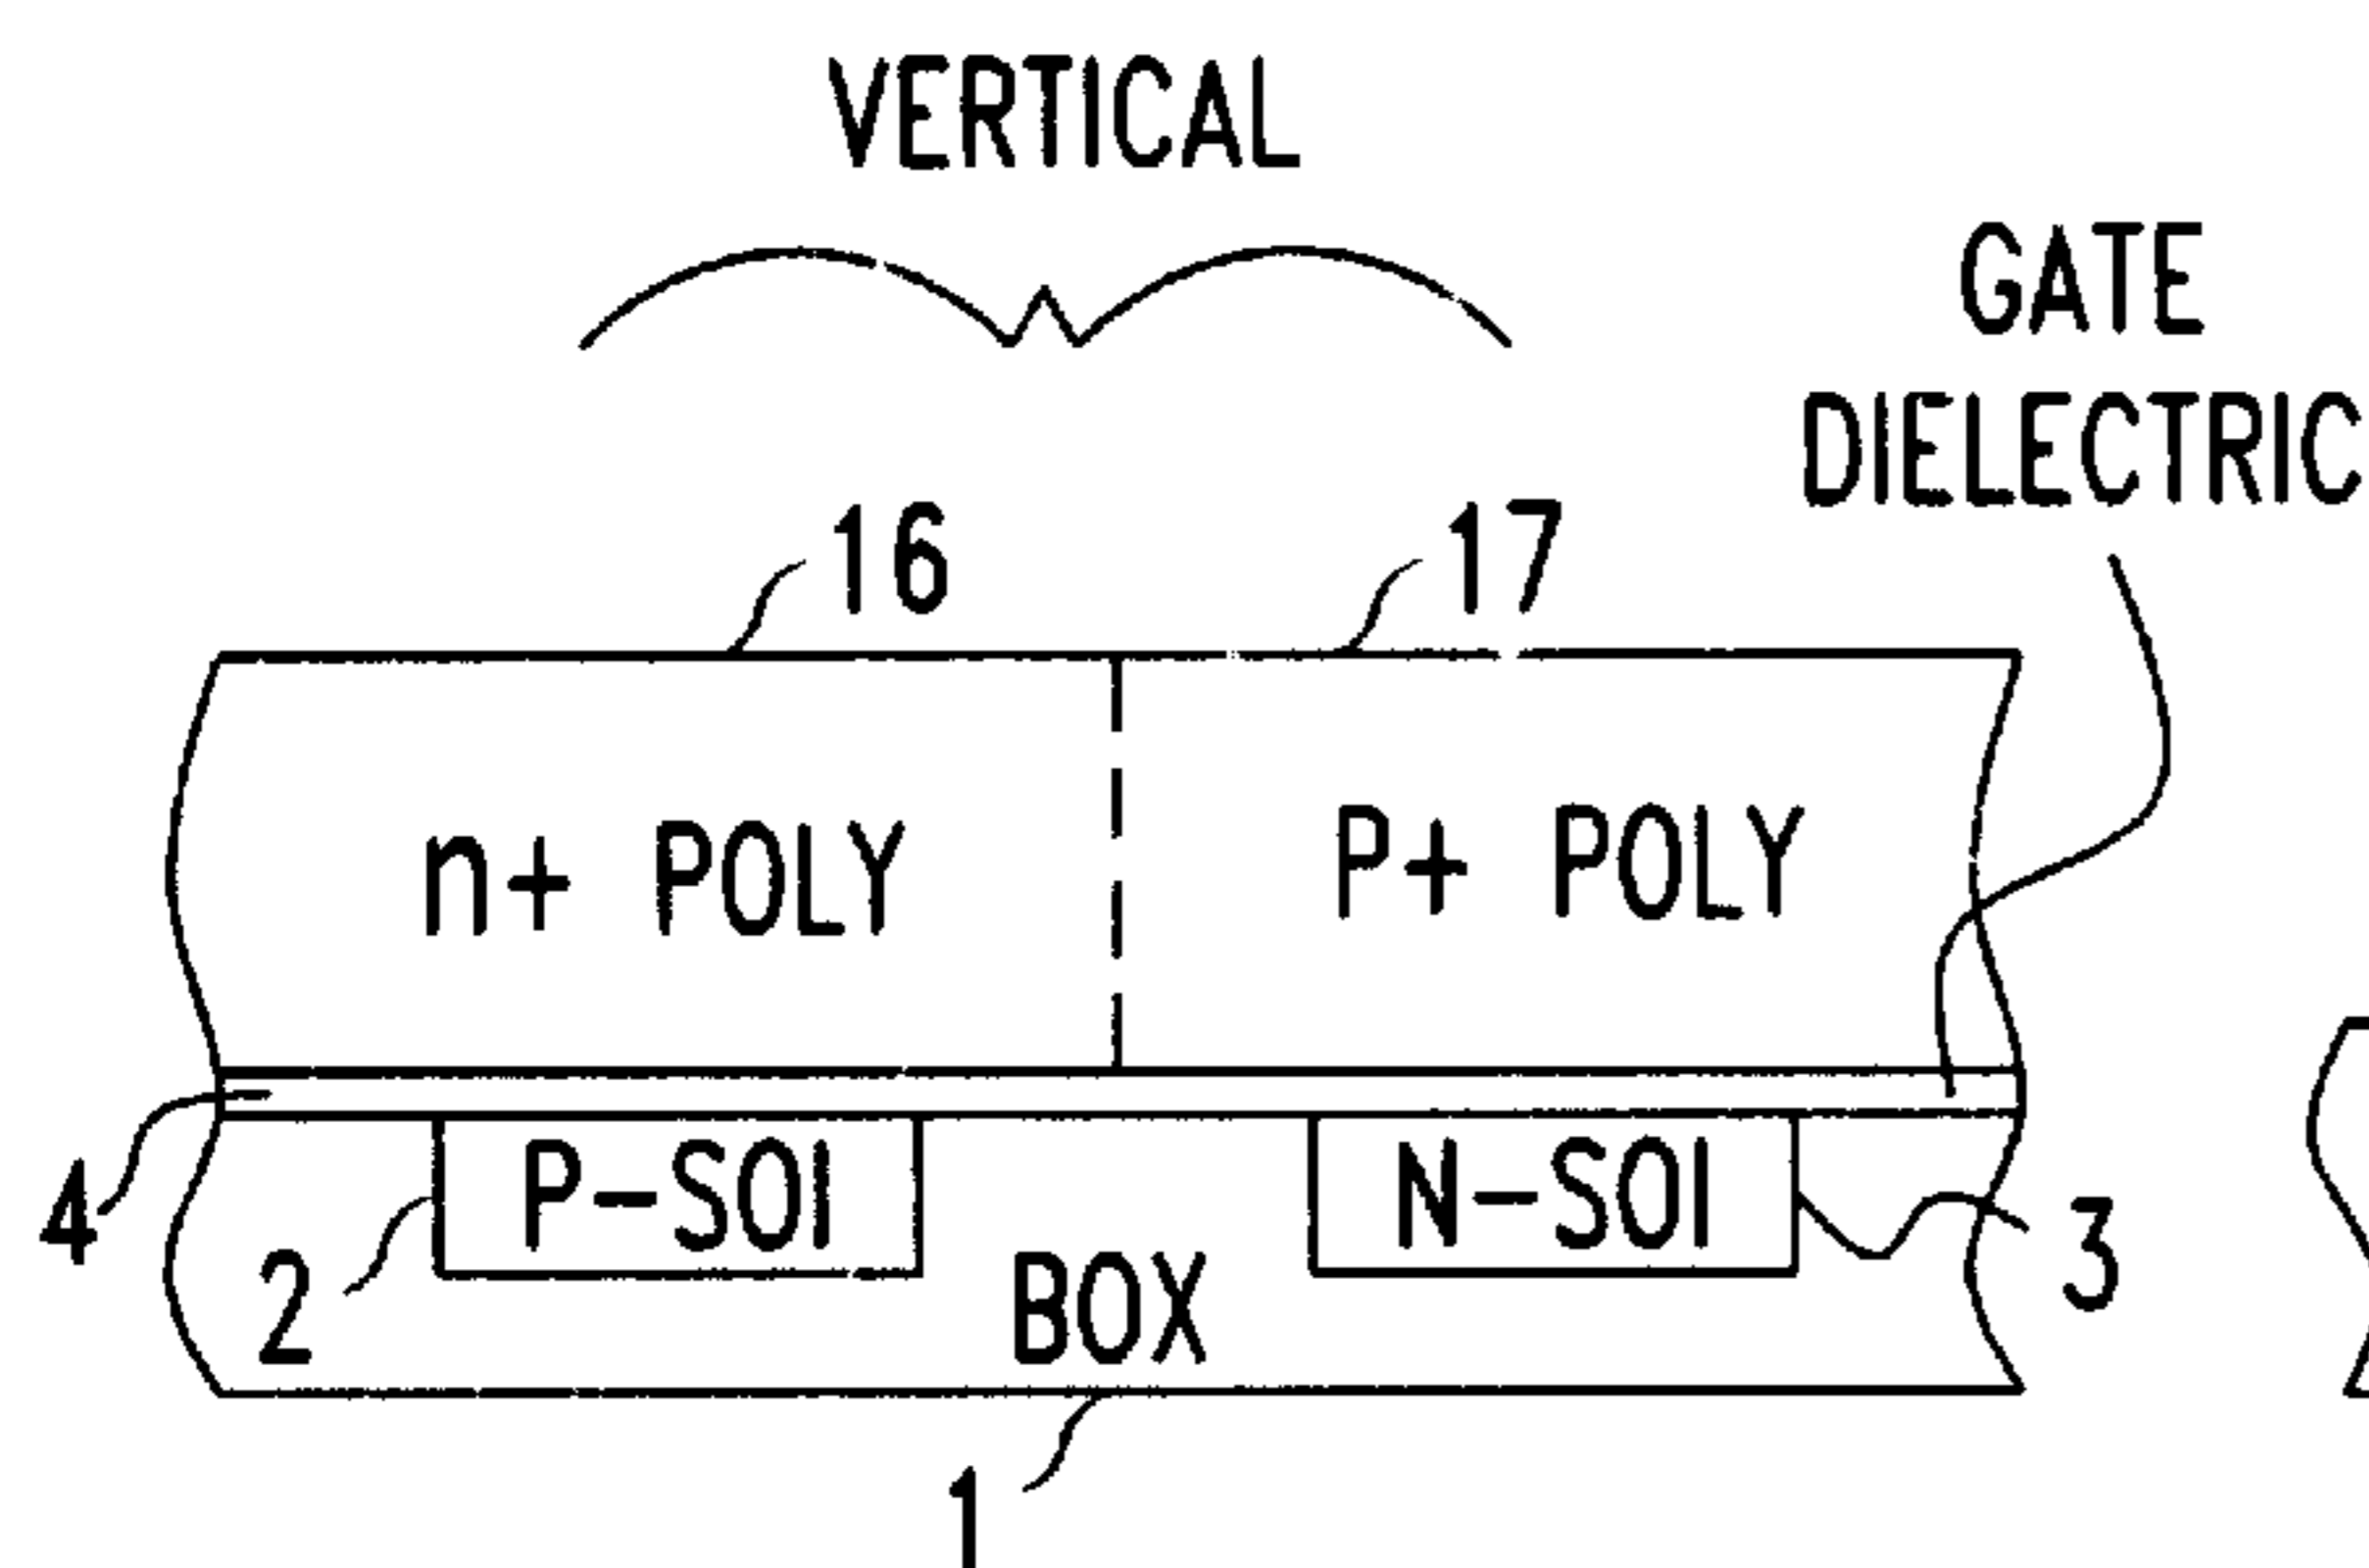 VERTICAL
GATE
DIELECTRIC
16
17
n+ POLY
P+ POLY
4
P-SOI
N-SOI
2
BOX
3
1